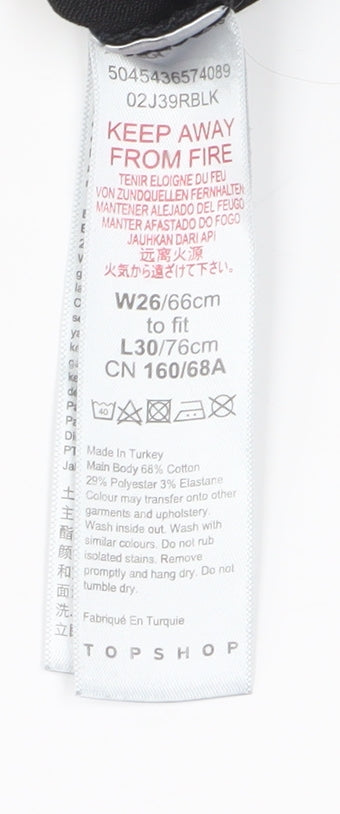 5045436574089
02J39RBLK
KEEP AWAY
FROM FIRE
TENIR ELOIGNE DU FEU
VON ZUNDQUELLEN FERNHALTEN
MANTENER ALEJADO DEL FEUGO
MANTER AFASTADO DO FOGO
JAUHKAN DARI API
远离火源
火気から遠ざけて下さい。
W26/66cm
to fit
L30/76cm
CN 160/68A
40
Made In Turkey
Main Body 68% Cotton
29% Polyester 3% Elastane
Colour may transfer onto other
garments and upholstery.
Wash inside out. Wash with
similar colours. Do not rub
isolated stains. Remove
promptly and hang dry. Do not
tumble dry.
Fabriqué En Turquie
TOPSHOP